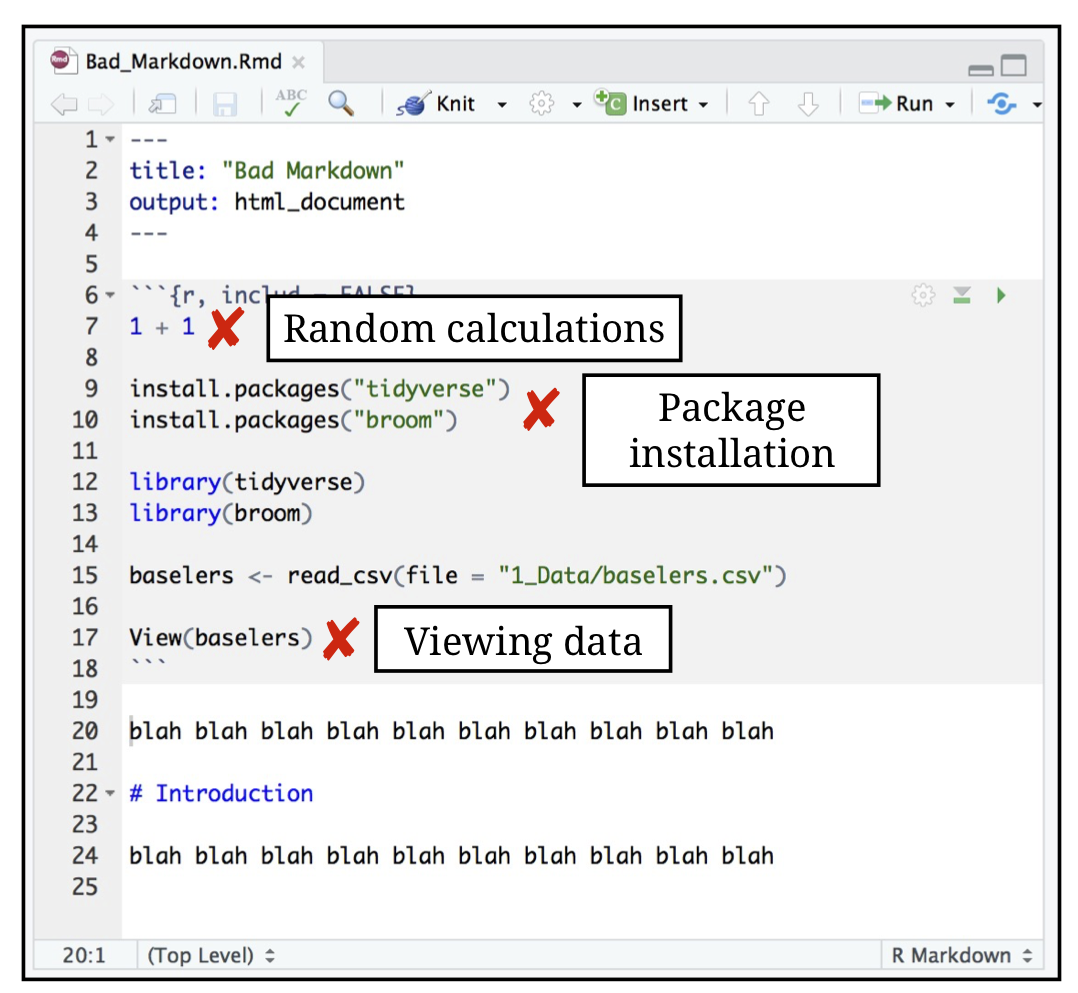 Bad_Markdown.Rmd
ABC Knit Insert Run
1 ---
2 title: "Bad Markdown"
3 output: html_document
4 ---
5
6 ```{r, includ = FALSE}
7 1 + 1
Random calculations
8
9 install.packages("tidyverse")
10 install.packages("broom")
Package
installation
11
12 library(tidyverse)
13 library(broom)
14
15 baselers <- read_csv(file = "1_Data/baselers.csv")
16
17 View(baselers)
Viewing data
18 ```
19
20 blah blah blah blah blah blah blah blah blah blah
21
22 # Introduction
23
24 blah blah blah blah blah blah blah blah blah blah
25
20:1 (Top Level) R Markdown